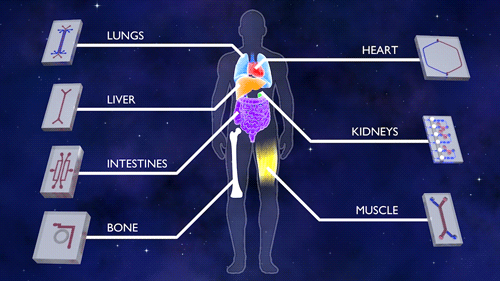 LUNGS
HEART
LIVER
KIDNEYS
INTESTINES
MUSCLE
BONE